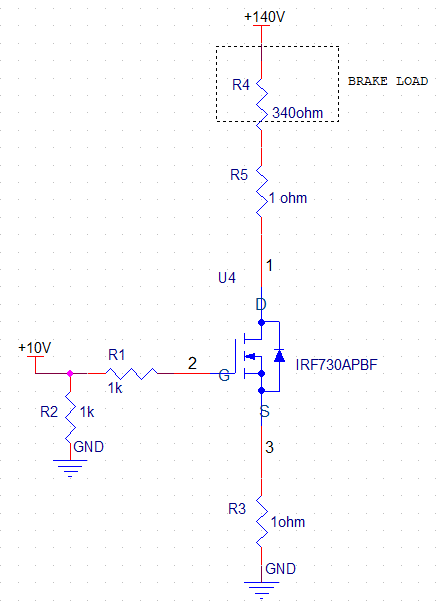 +140V
R4
340ohm
BRAKE LOAD
R5
1 ohm
1
U4
D
+10V
R1
1k
2
G
IRF730APBF
R2
1k
GND
S
3
R3
1ohm
GND